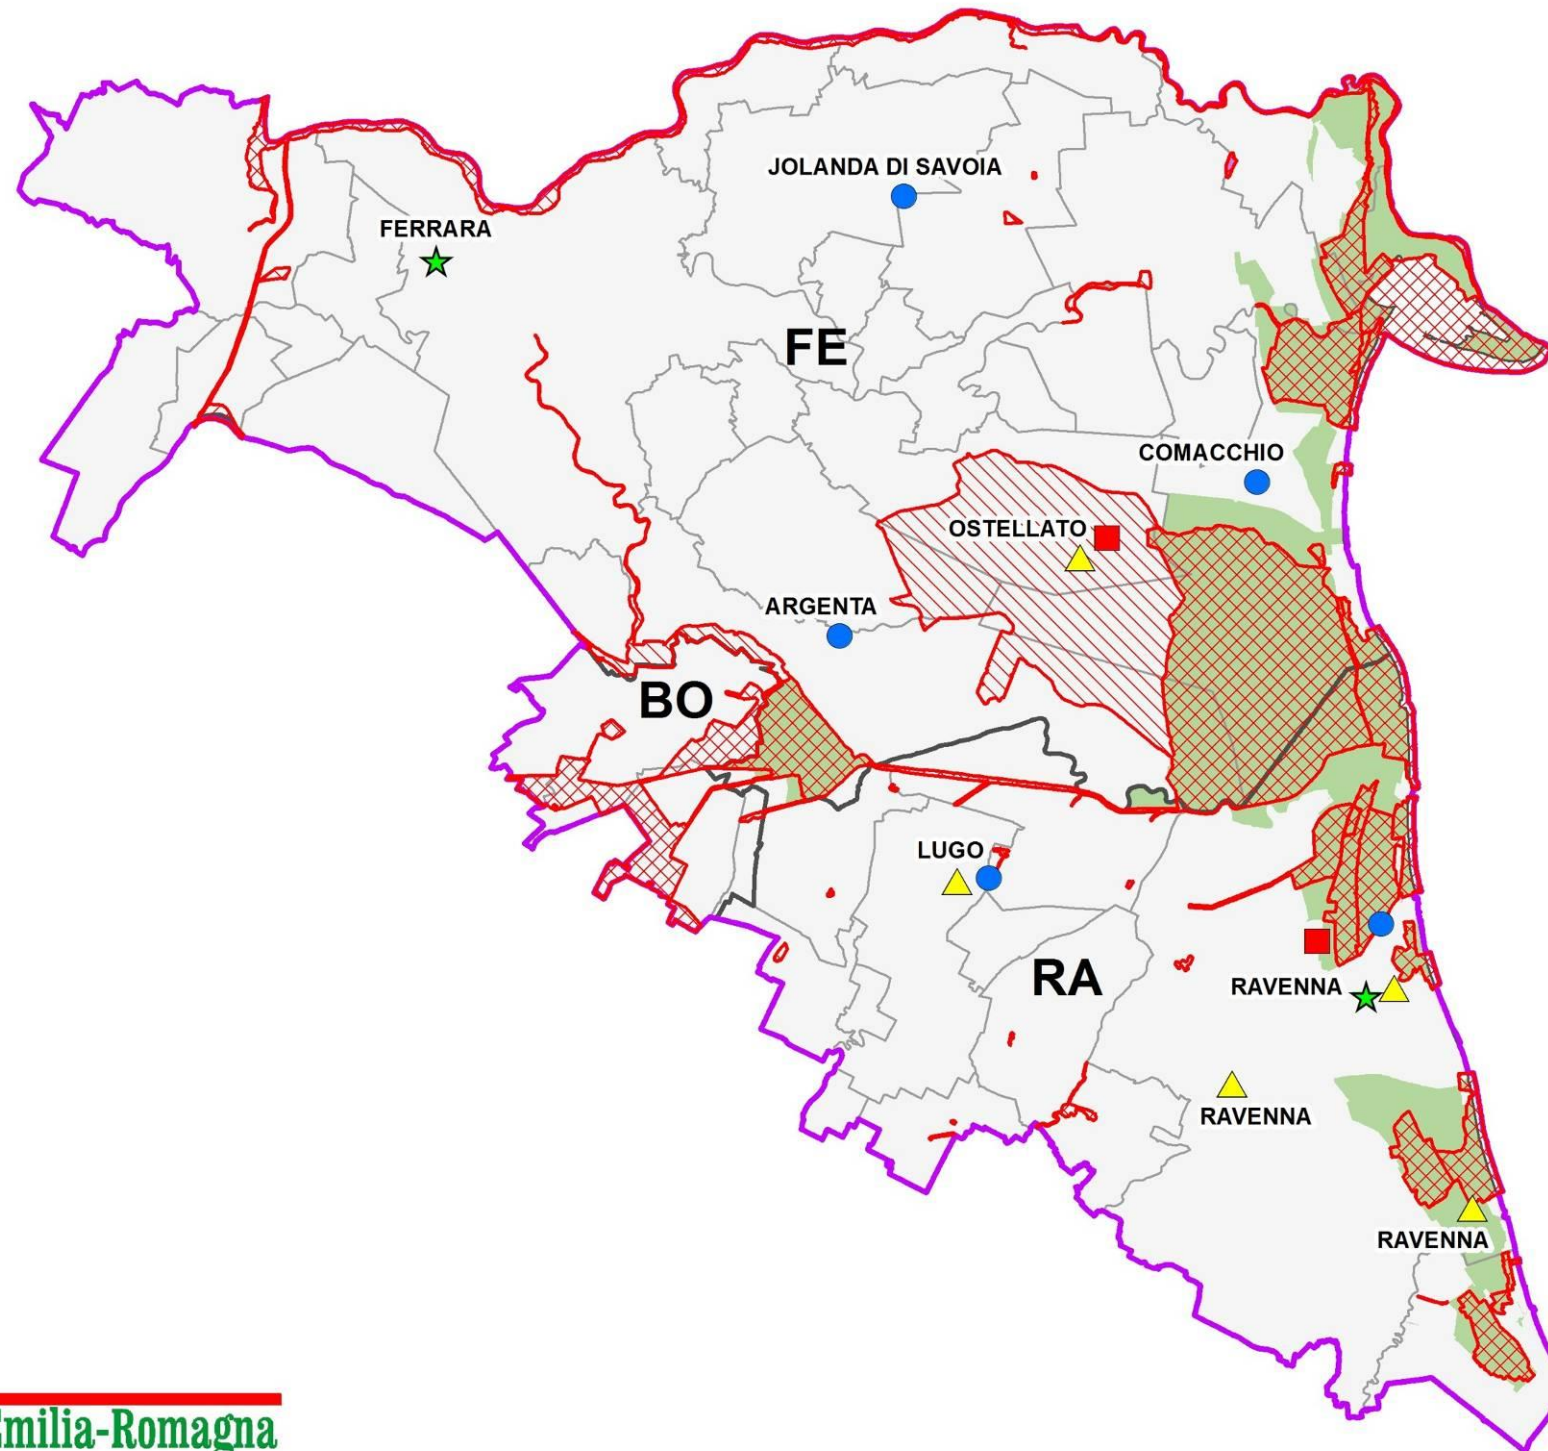 JOLANDA DI SAVOIA
FERRARA
FE
COMACCHIO
OSTELLATO
ARGENTA
BO
LUGO
RA
RAVENNA
RAVENNA
RAVENNA
Emilia-Romagna